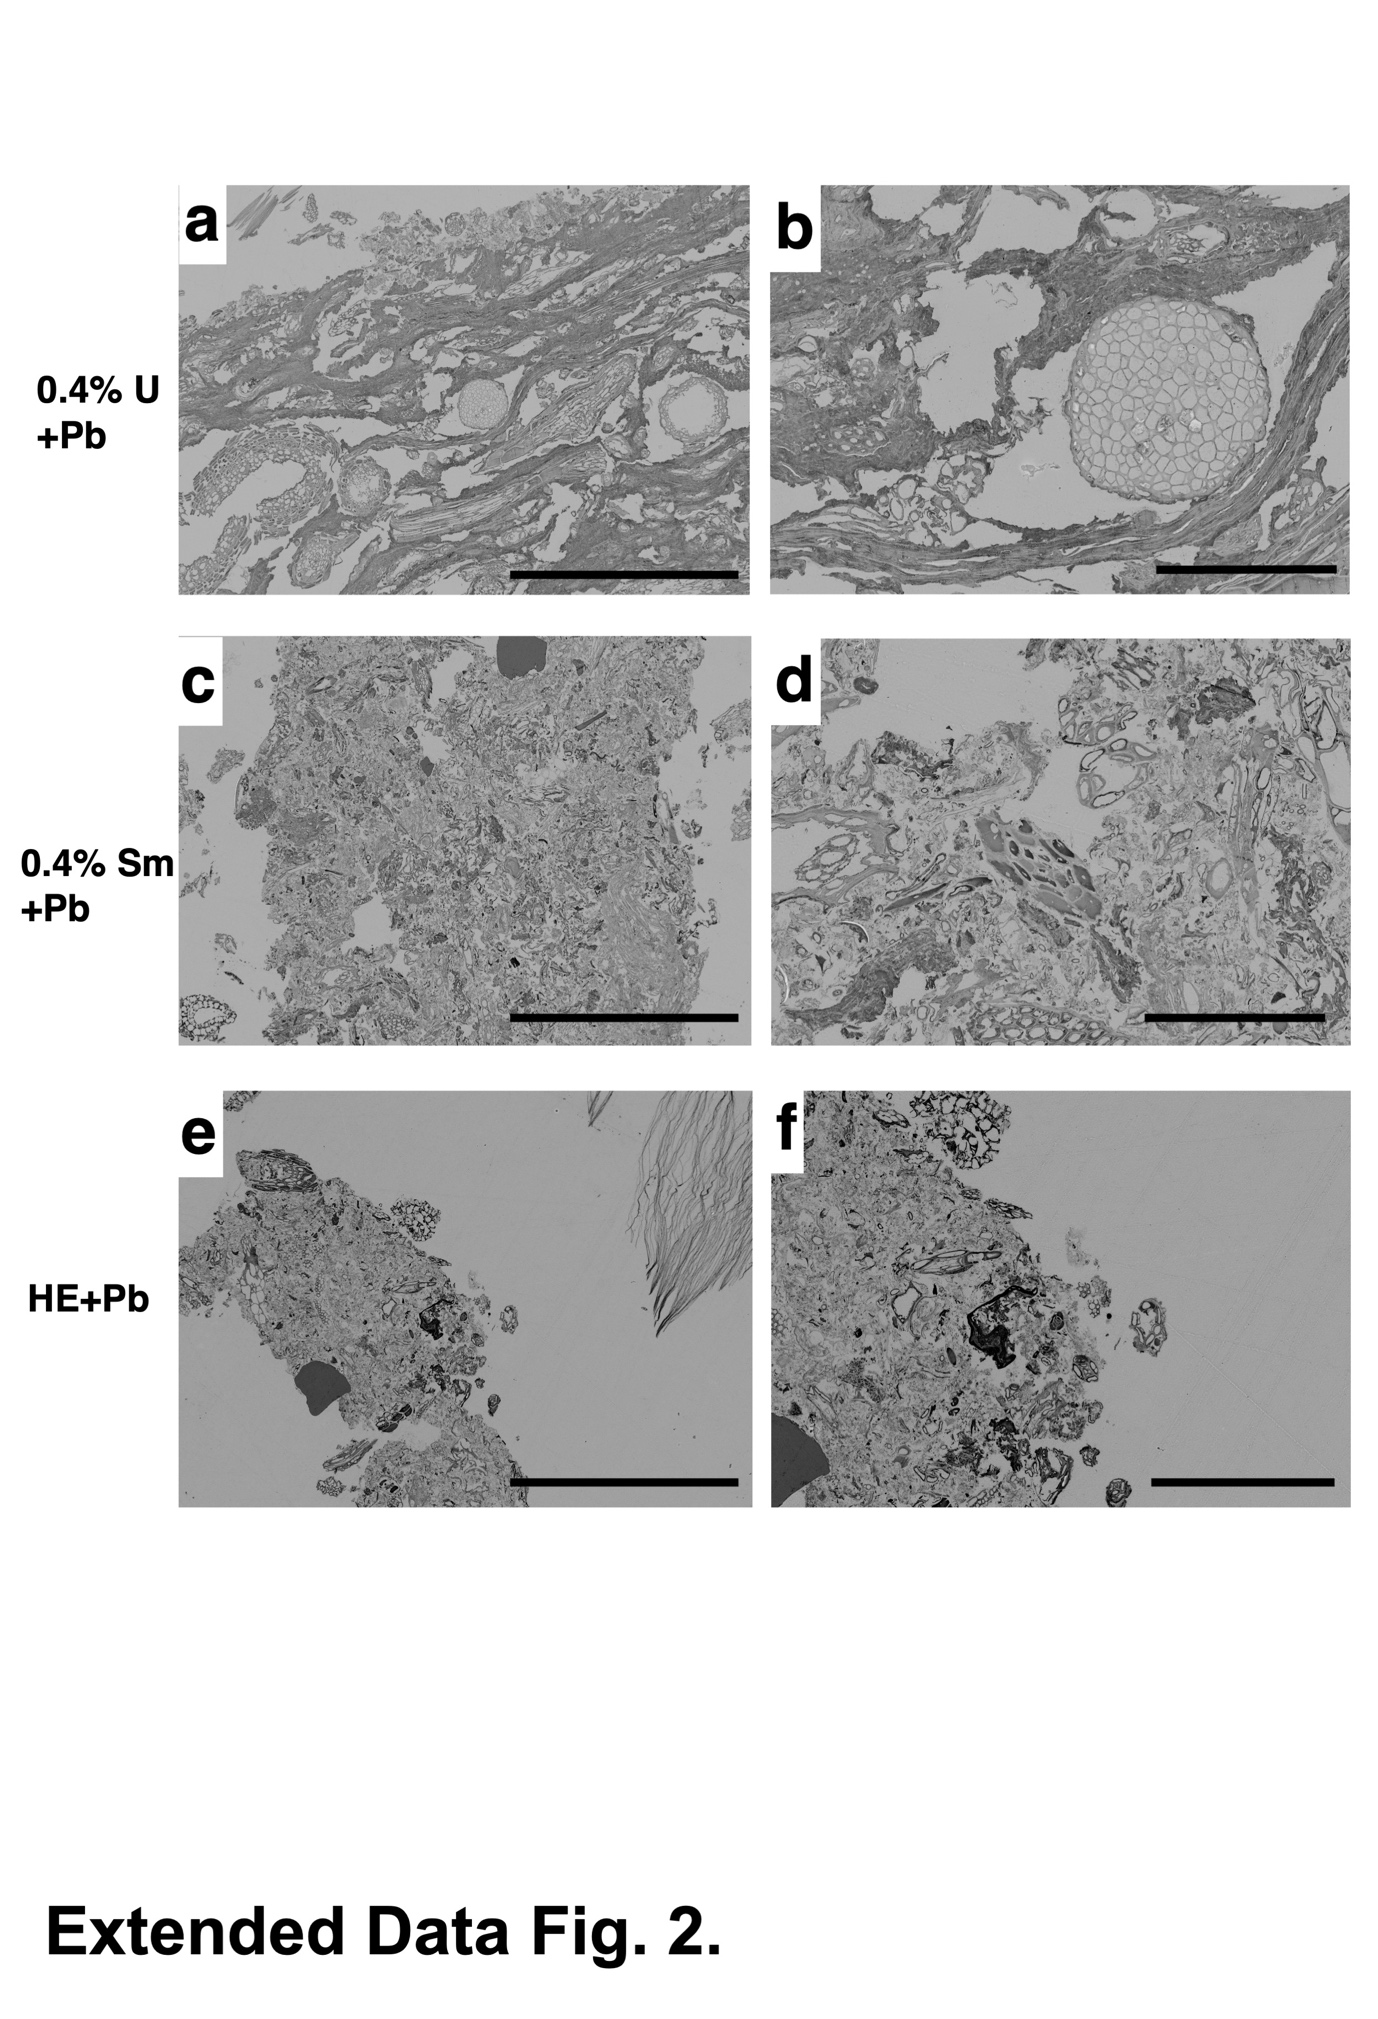 a
b
0.4% U
+Pb
c
d
0.4% Sm
+Pb
e
f
HE+Pb
Extended Data Fig. 2.